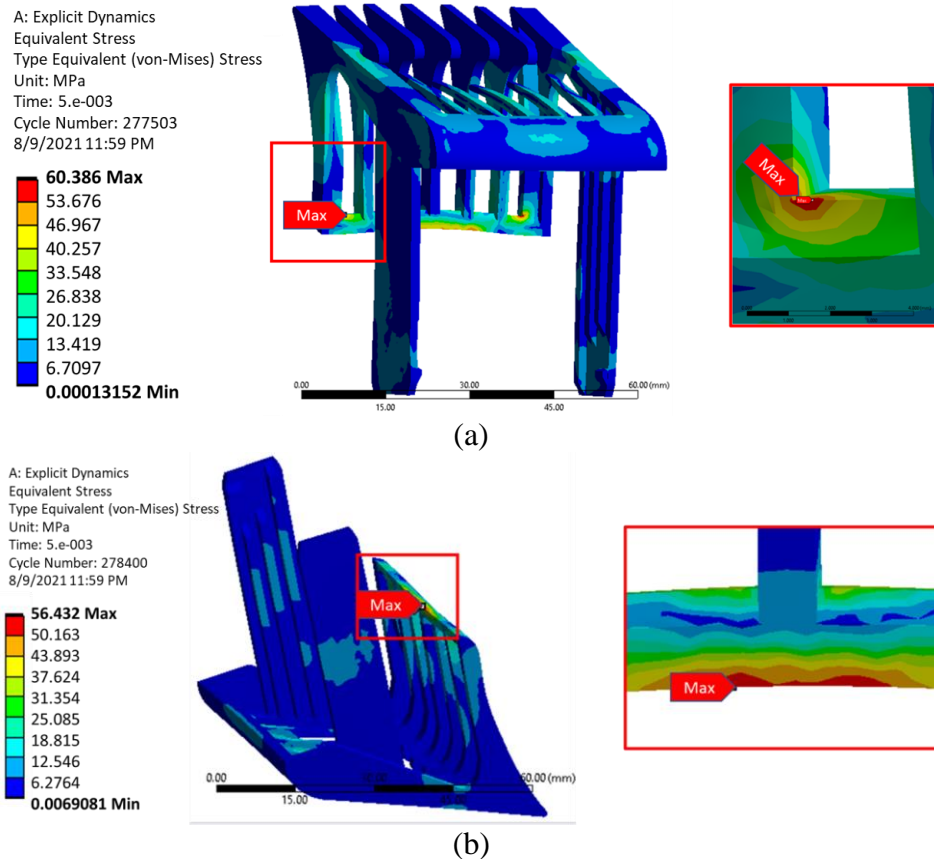 A: Explicit Dynamics
Equivalent Stress
Type Equivalent (von-Mises) Stress
Unit: MPa
Time: 5.e-003
Cycle Number: 277503
8/9/2021 11:59 PM
60.386 Max
53.676
46.967
40.257
33.548
26.838
20.129
13.419
6.7097
0.00013152 Min
Max
0.00 30.00 60.00 (mm)
15.00 45.00
Max
(a)
A: Explicit Dynamics
Equivalent Stress
Type Equivalent (von-Mises) Stress
Unit: MPa
Time: 5.e-003
Cycle Number: 278400
8/9/2021 11:59 PM
56.432 Max
50.163
43.893
37.624
31.354
25.085
18.815
12.546
6.2764
0.0069081 Min
Max
0.00 (mm)
15.00
Max
(b)